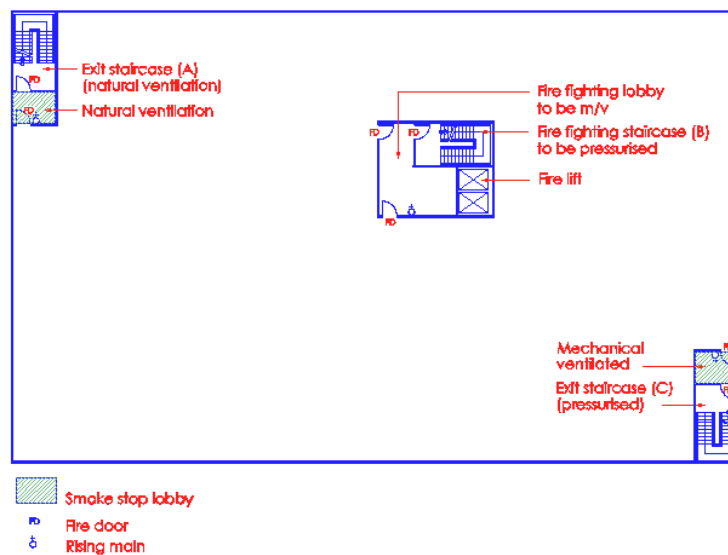 Exit staircase (A)
(natural ventilation)
FD
FD
Natural ventilation
Fire fighting lobby
to be m/v
FD
FD
Fire fighting staircase (B)
to be pressurised
Fire lift
FD
Mechanical
ventilated
Exit staircase (C)
(pressurised)
Smoke stop lobby
FD
Fire door
Rising main